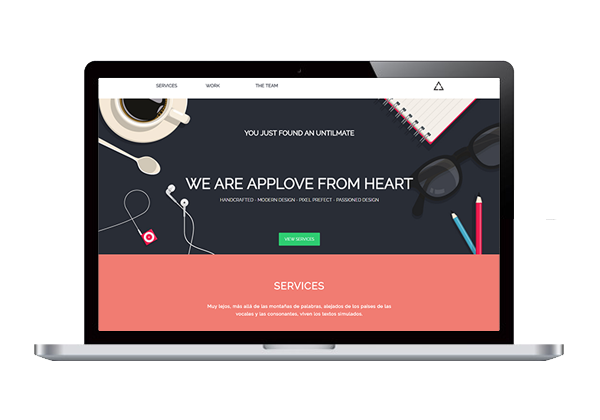 SERVICES WORK THE TEAM
YOU JUST FOUND AN UNTILMATE
WE ARE APPLOVE FROM HEART
HANDCRAFTED - MODERN DESIGN - PIXEL PREFECT - PASSIONED DESIGN
VIEW SERVICES
SERVICES
Muy lejos, más allá de las montañas de palabras, alejados de los países de las
vocales y las consonantes, viven los textos simulados.